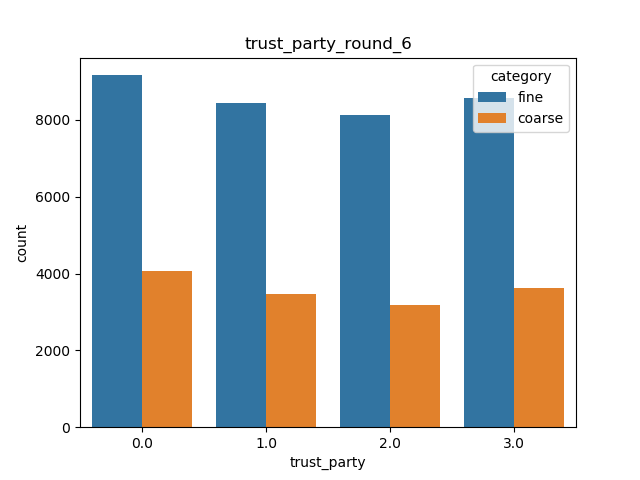 trust_party_round_6
category
fine
coarse
8000
6000
4000
2000
0
count
0.0 1.0 2.0 3.0
trust_party